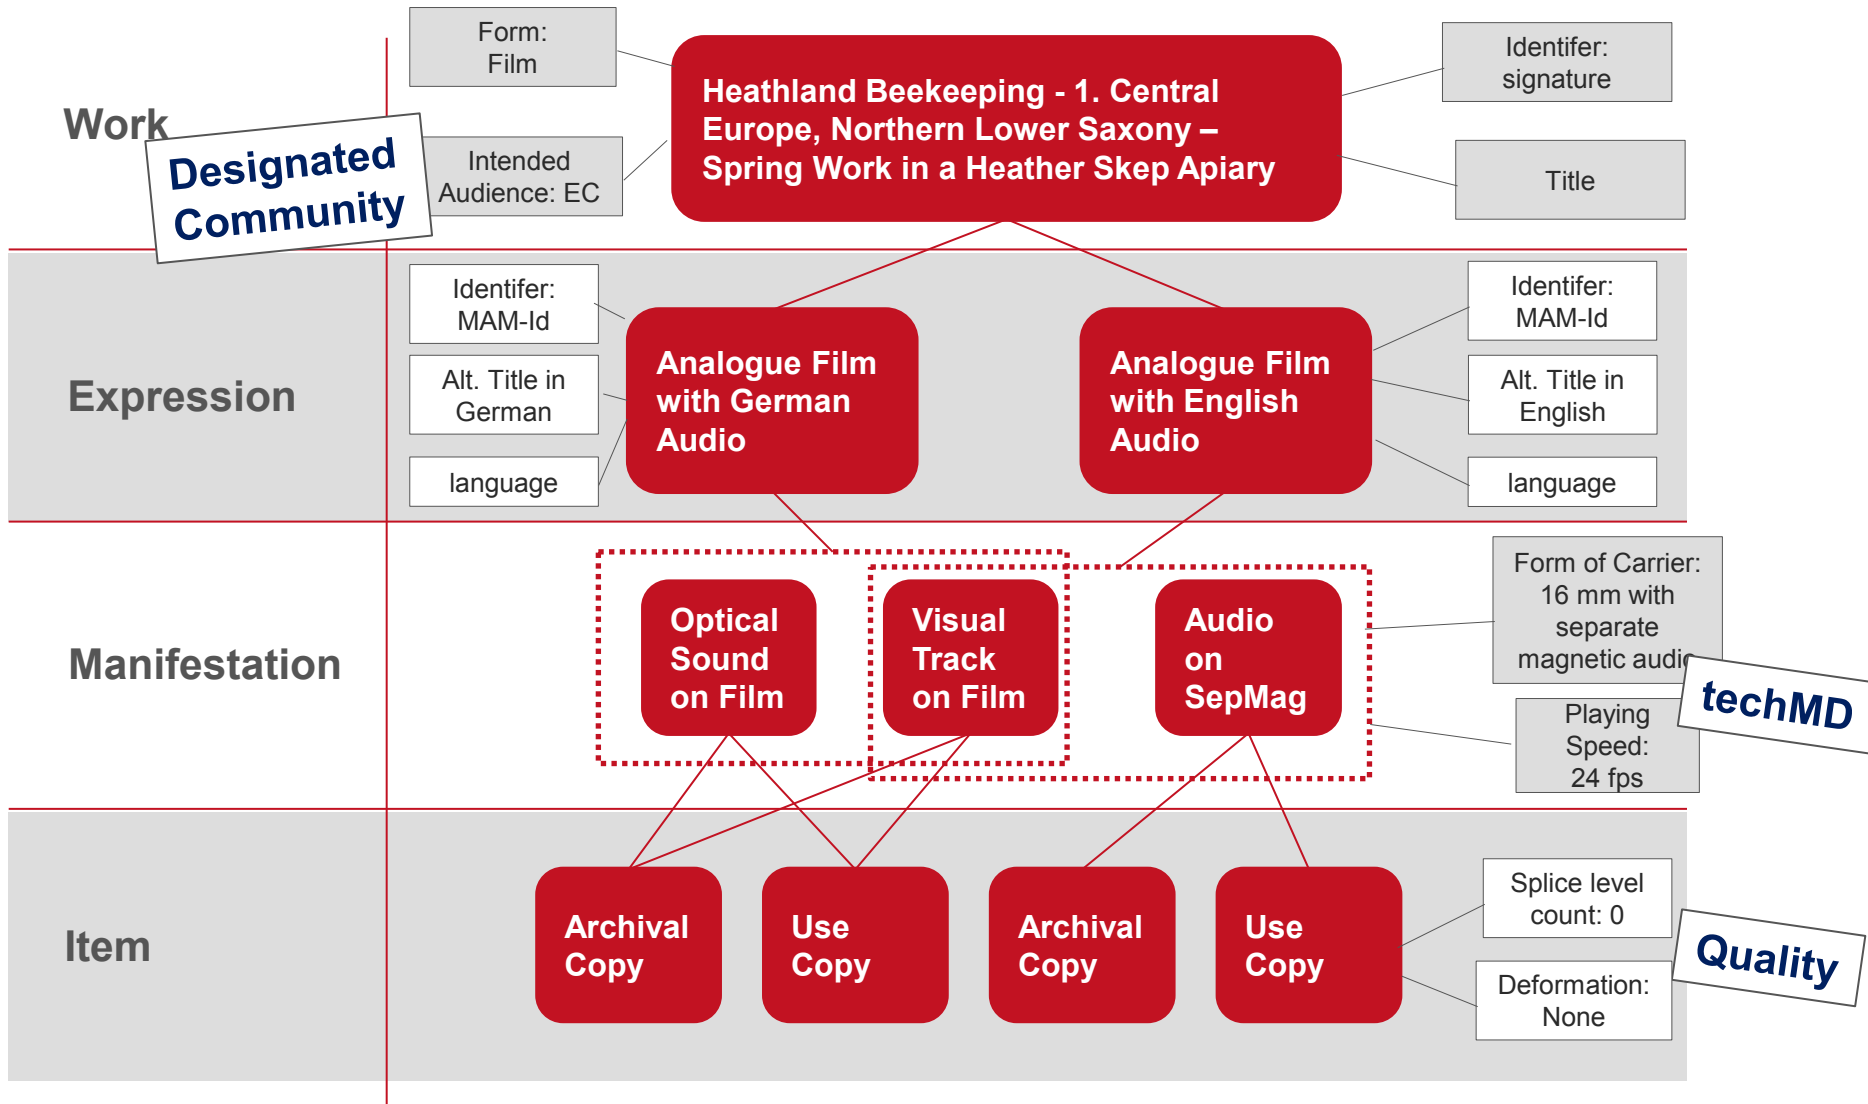 Work
Designated
Community
Form:
Film
Intended
Audience: EC
Heathland Beekeeping - 1. Central
Europe, Northern Lower Saxony –
Spring Work in a Heather Skep Apiary
Identifer:
signature
Title
Expression
Identifer:
MAM-Id
Alt. Title in
German
language
Analogue Film
with German
Audio
Analogue Film
with English
Audio
Identifer:
MAM-Id
Alt. Title in
English
language
Manifestation
Optical
Sound
on Film
Visual
Track
on Film
Audio
on
SepMag
Form of Carrier:
16 mm with
separate
magnetic audio
techMD
Playing
Speed:
24 fps
Item
Archival
Copy
Use
Copy
Archival
Copy
Use
Copy
Splice level
count: 0
Deformation:
None
Quality